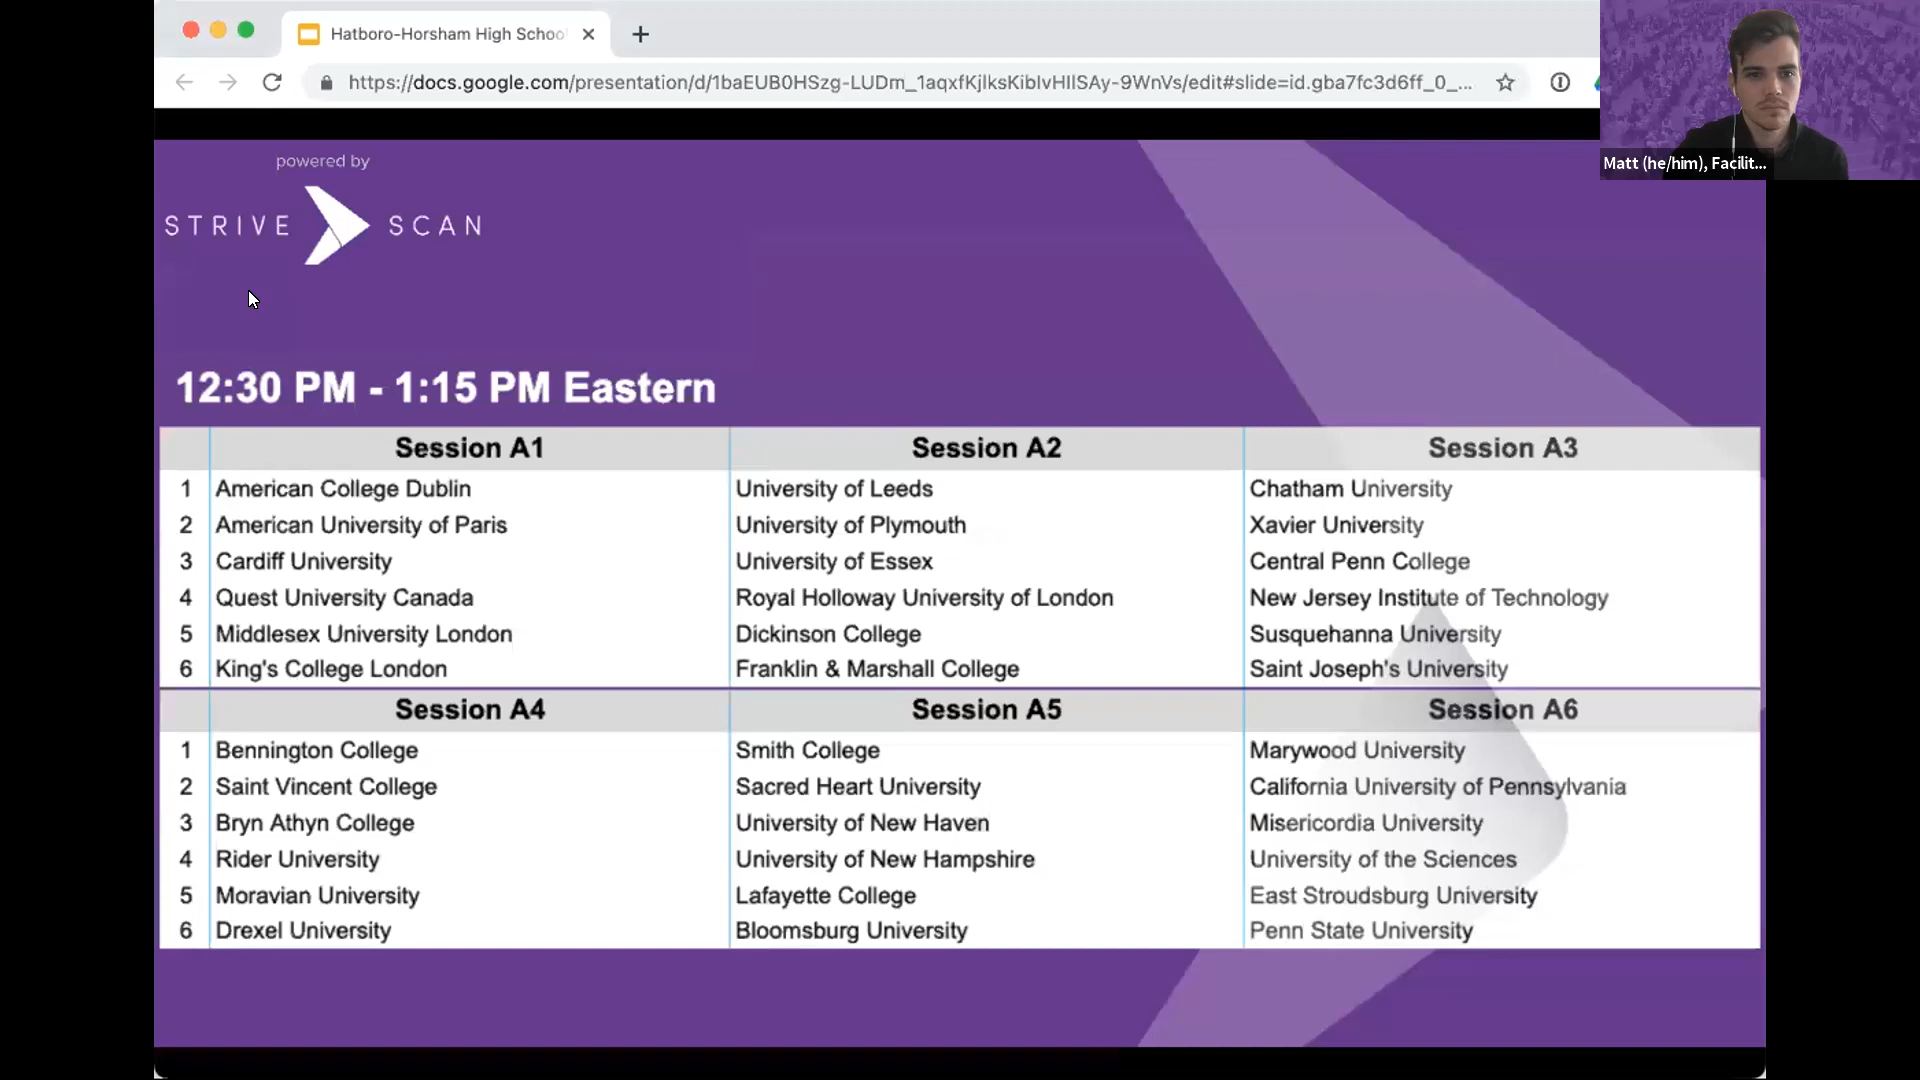 Hatboro-Horsham High School
https://docs.google.com/presentation/d/1baEUB0HSzg-LUDm_1aqxfKjlksKiblvHIlSAy-9WnVs/edit#slide=id.gba7fc3d6ff_0_...
Matt (he/him), Facilit...
powered by
STRIVE SCAN
12:30 PM - 1:15 PM Eastern
Session A1 Session A2 Session A3
1 American College Dublin University of Leeds Chatham University
2 American University of Paris University of Plymouth Xavier University
3 Cardiff University University of Essex Central Penn College
4 Quest University Canada Royal Holloway University of London New Jersey Institute of Technology
5 Middlesex University London Dickinson College Susquehanna University
6 King's College London Franklin & Marshall College Saint Joseph's University
Session A4 Session A5 Session A6
1 Bennington College Smith College Marywood University
2 Saint Vincent College Sacred Heart University California University of Pennsylvania
3 Bryn Athyn College University of New Haven Misericordia University
4 Rider University University of New Hampshire University of the Sciences
5 Moravian University Lafayette College East Stroudsburg University
6 Drexel University Bloomsburg University Penn State University